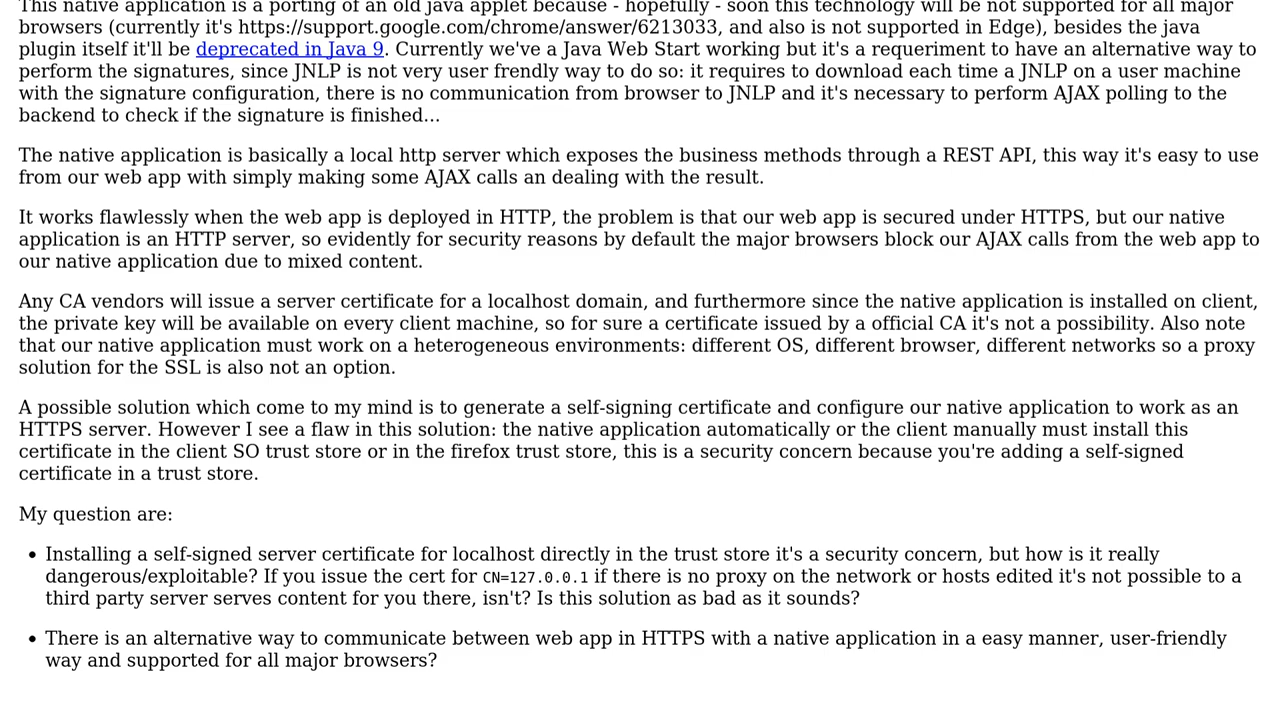 This native application is a porting of an old java applet because - hopefully - soon this technology will be not supported for all major
browsers (currently it's https://support.google.com/chrome/answer/6213033, and also is not supported in Edge), besides the java
plugin itself it'll be deprecated in Java 9. Currently we've a Java Web Start working but it's a requeriment to have an alternative way to
perform the signatures, since JNLP is not very user frendly way to do so: it requires to download each time a JNLP on a user machine
with the signature configuration, there is no communication from browser to JNLP and it's necessary to perform AJAX polling to the
backend to check if the signature is finished...
The native application is basically a local http server which exposes the business methods through a REST API, this way it's easy to use
from our web app with simply making some AJAX calls an dealing with the result.
It works flawlessly when the web app is deployed in HTTP, the problem is that our web app is secured under HTTPS, but our native
application is an HTTP server, so evidently for security reasons by default the major browsers block our AJAX calls from the web app to
our native application due to mixed content.
Any CA vendors will issue a server certificate for a localhost domain, and furthermore since the native application is installed on client,
the private key will be available on every client machine, so for sure a certificate issued by a official CA it's not a possibility. Also note
that our native application must work on a heterogeneous environments: different OS, different browser, different networks so a proxy
solution for the SSL is also not an option.
A possible solution which come to my mind is to generate a self-signing certificate and configure our native application to work as an
HTTPS server. However I see a flaw in this solution: the native application automatically or the client manually must install this
certificate in the client SO trust store or in the firefox trust store, this is a security concern because you're adding a self-signed
certificate in a trust store.
My question are:
• Installing a self-signed server certificate for localhost directly in the trust store it's a security concern, but how is it really
dangerous/exploitable? If you issue the cert for CN=127.0.0.1 if there is no proxy on the network or hosts edited it's not possible to a
third party server serves content for you there, isn't? Is this solution as bad as it sounds?
• There is an alternative way to communicate between web app in HTTPS with a native application in a easy manner, user-friendly
way and supported for all major browsers?